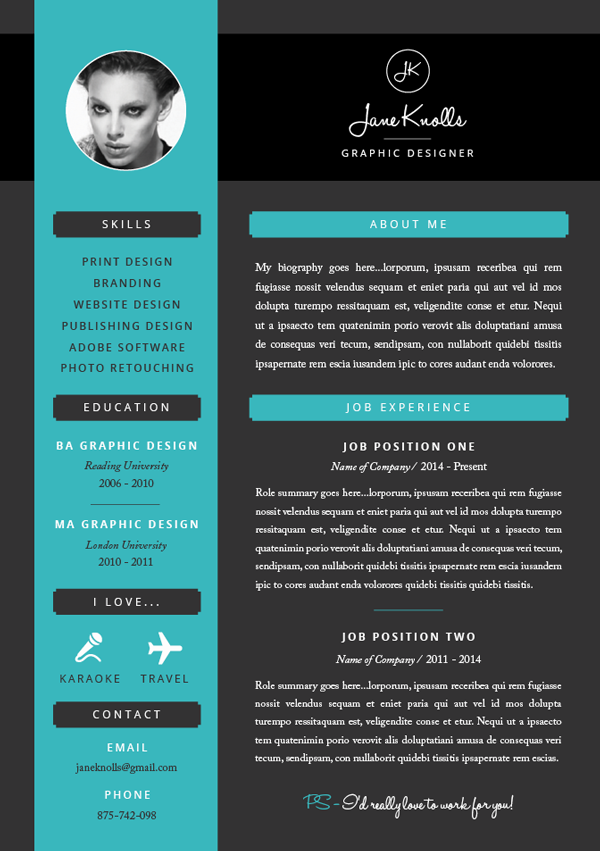 JK
Jane Knolls
GRAPHIC DESIGNER
SKILLS
PRINT DESIGN
BRANDING
WEBSITE DESIGN
PUBLISHING DESIGN
ADOBE SOFTWARE
PHOTO RETOUCHING
EDUCATION
BA GRAPHIC DESIGN
Reading University
2006 - 2010
MA GRAPHIC DESIGN
London University
2010 - 2011
I LOVE...
KARAOKE
TRAVEL
CONTACT
EMAIL
janeknolls@gmail.com
PHONE
875-742-098
ABOUT ME
My biography goes here...lorporum, ipsusam receribea qui rem
fugiasse nossit velendus sequam et eniet paria qui aut vel id mos
dolupta turempo ressitaquam est, veligendite conse et etur. Nequi
ut a ipsaecto tem quatenimin porio verovit alis doluptatiani amusa
de consequas veri tecum, sendipsam, con nullaborit quidebi tissitis
ipsapernate rem escia iusandem ipic to cores audant enda volorores.
JOB EXPERIENCE
JOB POSITION ONE
Name of Company / 2014 - Present
Role summary goes here...lorporum, ipsusam receribea qui rem fugiasse
nossit velendus sequam et eniet paria qui aut vel id mos dolupta turempo
ressitaquam est, veligendite conse et etur. Nequi ut a ipsaecto tem
quatenimin porio verovit alis doluptatiani amusa de consequas veri tecum,
sendipsam, con nullaborit quidebi tissitis ipsapernate rem escia iusandem
ipic to cores audant enda volorores quidebi tissitis quidebi tissitis.
JOB POSITION TWO
Name of Company / 2011 - 2014
Role summary goes here...lorporum, ipsusam receribea qui rem fugiasse
nossit velendus sequam et eniet paria qui aut vel id mos dolupta
turempo ressitaquam est, veligendite conse et etur. Nequi ut a ipsaecto
tem quatenimin porio verovit alis doluptatiani amusa de consequas veri
tecum, sendipsam, con nullaborit quidebi tissitis ipsapernate rem escias.
PS - I'd really love to work for you!